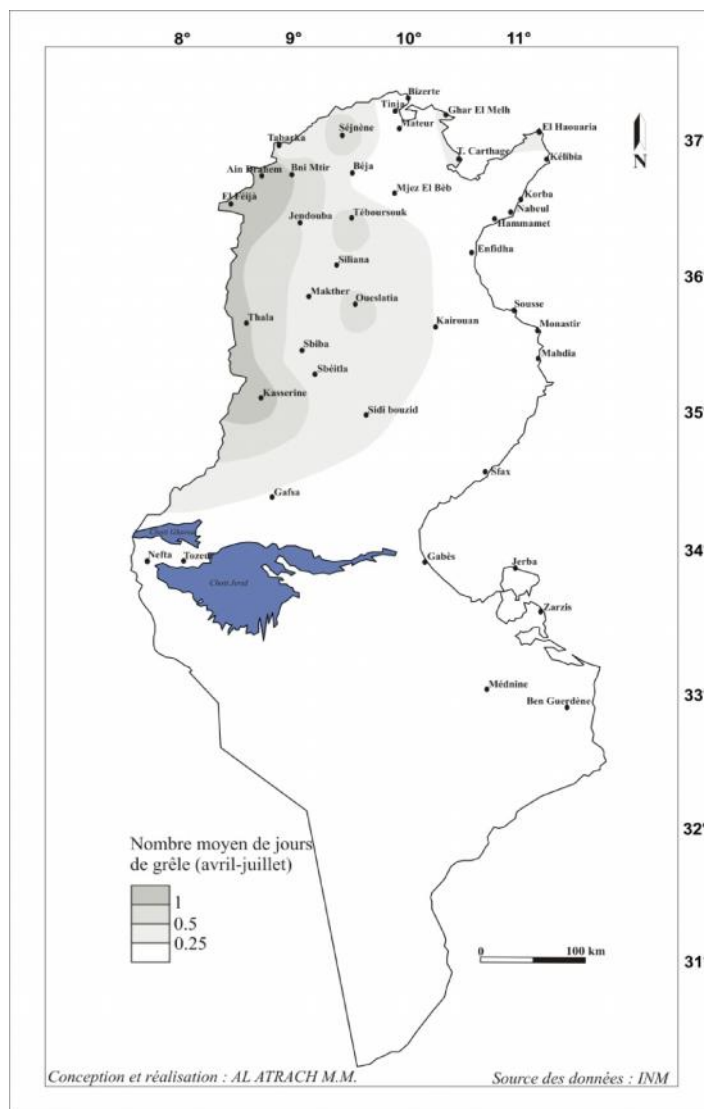 8° 9° 10° 11°
Bizerte
Tinja
Ghar El Melh
Mateur
Séjnène
El Haouaria
37°
Tabarka
T. Carthage
N
Kélibia
Ain Drahem
Bni Mtir
Béja
Mjez El Bèb
El Feijà
Korba
Nabeul
Hammamet
Jendouba
Téboursouk
Enfidha
Siliana
36°
Makther
Oueslatia
Sousse
Thala
Kairouan
Monastir
Sbiba
Mahdia
Sbèitla
Kasserine
Sidi bouzid
35°
Sfax
Gafsa
34°
Nefta
Tozeur
Chott Jerid
Gabès
Jerba
Zarzis
33°
Médnine
Ben Guerdène
32°
Nombre moyen de jours
de grêle (avril-juillet)
1
0.5
0.25
0 100 km
31°
Conception et réalisation : AL ATRACH M.M. Source des données : INM